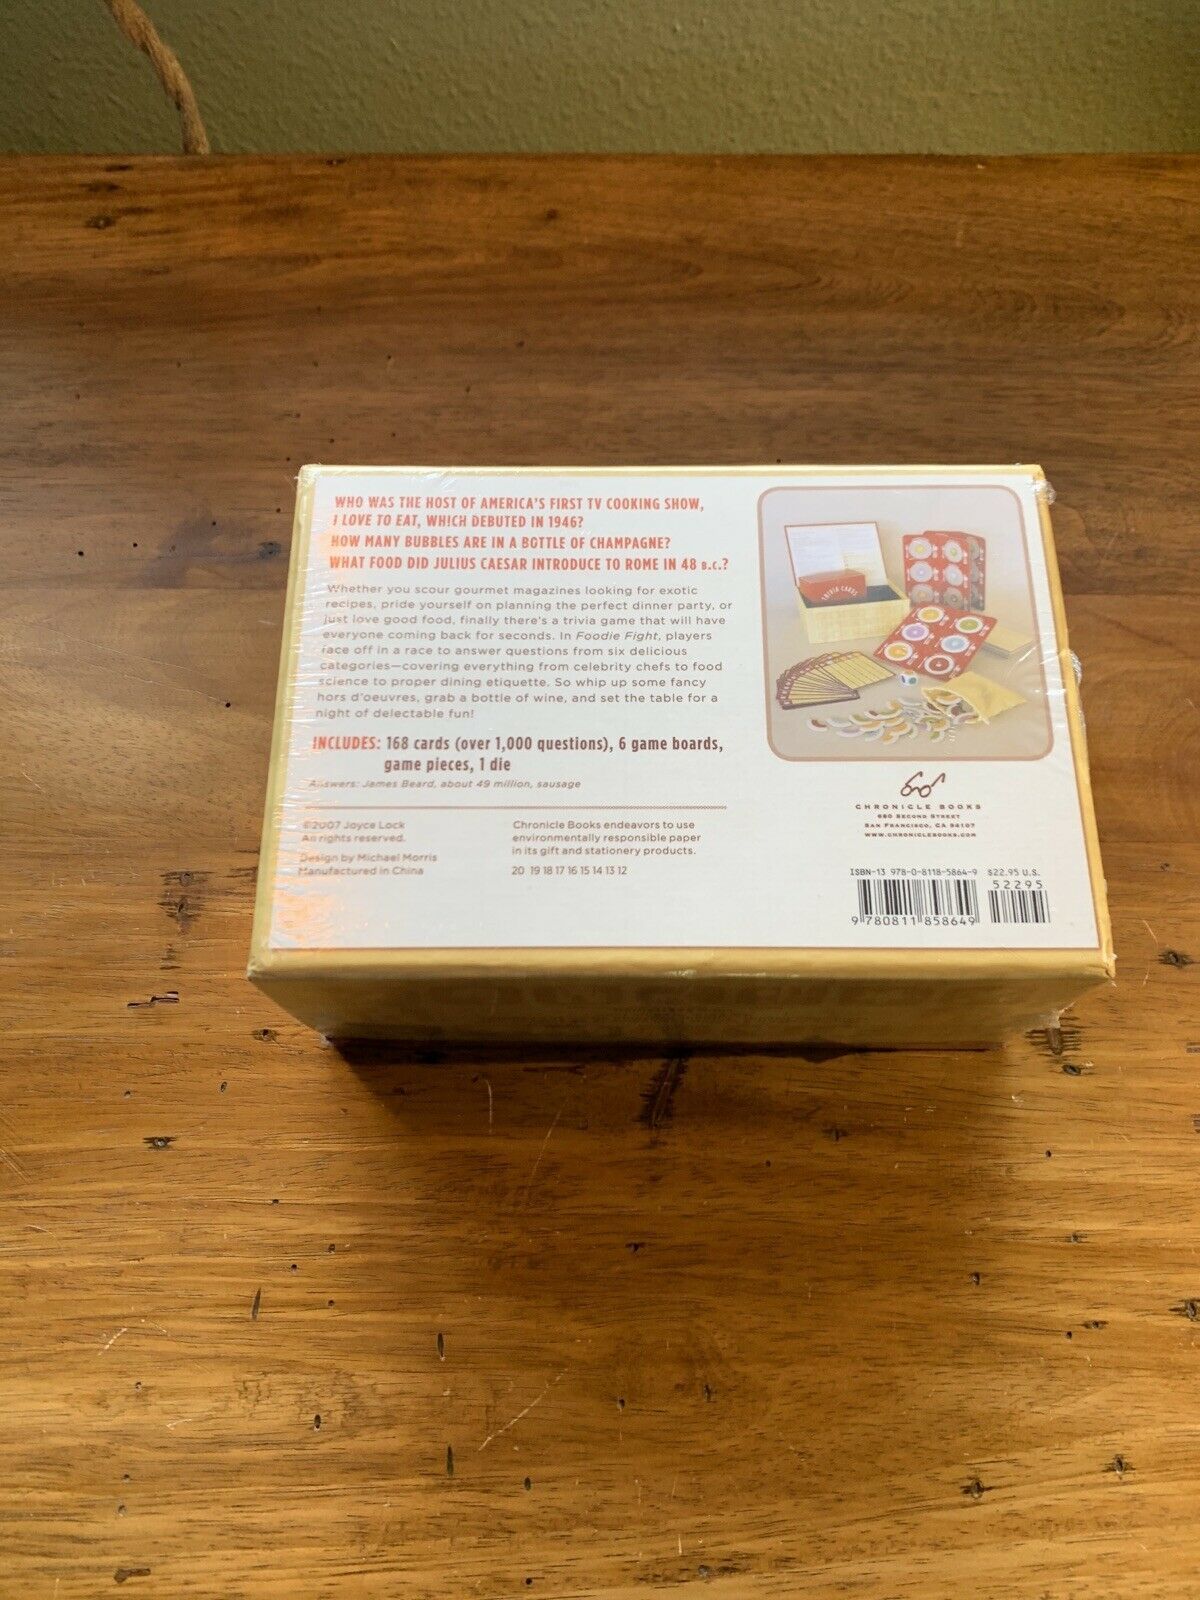 WHO WAS THE HOST OF AMERICA'S FIRST TV COOKING SHOW,
I LOVE TO EAT, WHICH DEBUTED IN 1946?
HOW MANY BUBBLES ARE IN A BOTTLE OF CHAMPAGNE?
WHAT FOOD DID JULIUS CAESAR INTRODUCE TO ROME IN 48 B.C.?
Whether you scour gourmet magazines looking for exotic
recipes, pride yourself on planning the perfect dinner party, or
just love good food, finally there's a trivia game that will have
everyone coming back for seconds. In Foodie Fight, players
face off in a race to answer questions from six delicious
categories—covering everything from celebrity chefs to food
science to proper dining etiquette. So whip up some fancy
hors d'oeuvres, grab a bottle of wine, and set the table for a
night of delectable fun!
INCLUDES: 168 cards (over 1,000 questions), 6 game boards,
game pieces, 1 die
Answers: James Beard, about 49 million, sausage
©2007 Joyce Lock
All rights reserved.
Design by Michael Morris
Manufactured in China
Chronicle Books endeavors to use
environmentally responsible paper
in its gift and stationery products.
20 19 18 17 16 15 14 13 12
TRIVIA CARDS
CHRONICLE BOOKS
680 SECOND STREET
SAN FRANCISCO, CA 94107
WWW.CHRONICLEBOOKS.COM
ISBN-13 978-0-8118-5864-9 $22.95 U.S.
52295
9 780811 858649